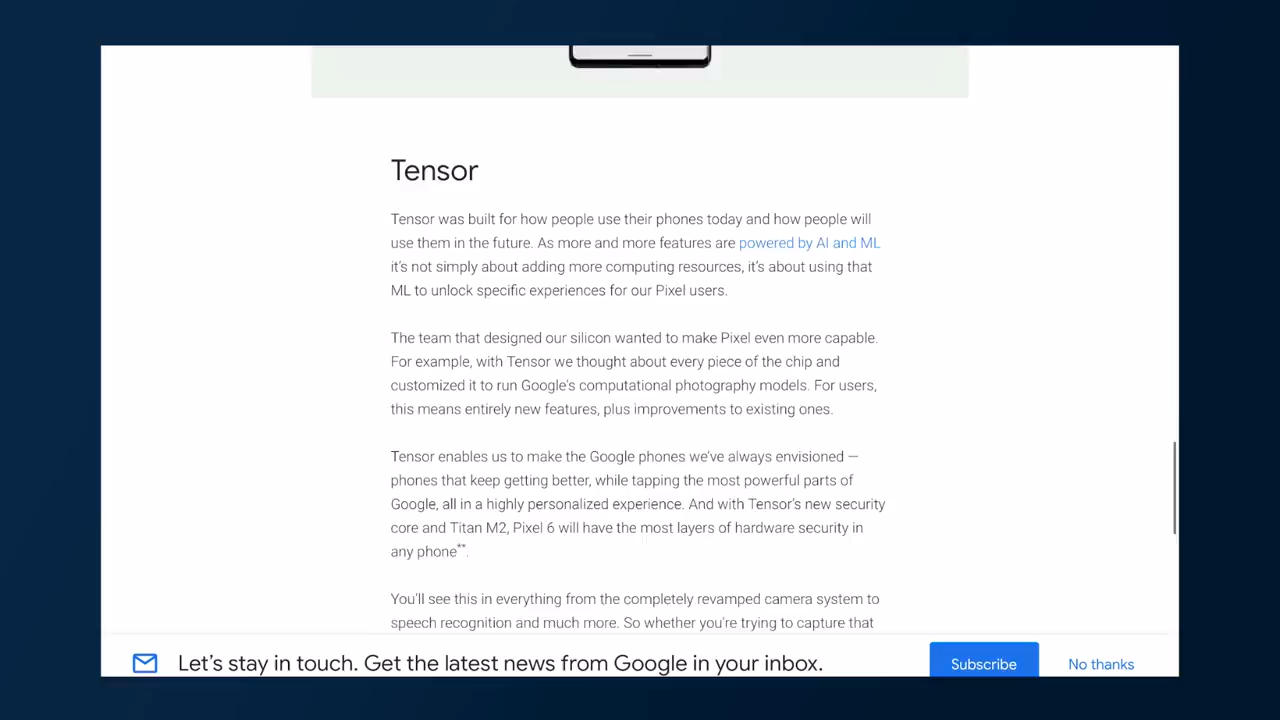 Tensor
Tensor was built for how people use their phones today and how people will
use them in the future. As more and more features are powered by AI and ML
it's not simply about adding more computing resources, it's about using that
ML to unlock specific experiences for our Pixel users.
The team that designed our silicon wanted to make Pixel even more capable.
For example, with Tensor we thought about every piece of the chip and
customized it to run Google's computational photography models. For users,
this means entirely new features, plus improvements to existing ones.
Tensor enables us to make the Google phones we've always envisioned —
phones that keep getting better, while tapping the most powerful parts of
Google, all in a highly personalized experience. And with Tensor's new security
core and Titan M2, Pixel 6 will have the most layers of hardware security in
any phone**.
You'll see this in everything from the completely revamped camera system to
speech recognition and much more. So whether you're trying to capture that
Let's stay in touch. Get the latest news from Google in your inbox.
Subscribe
No thanks